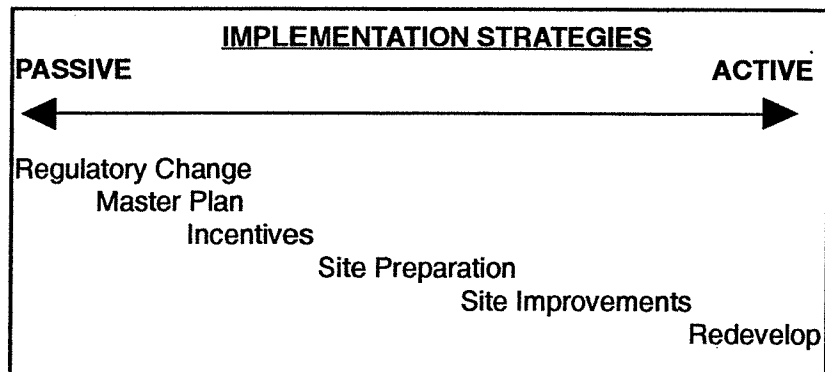 IMPLEMENTATION STRATEGIES
PASSIVE ACTIVE
Regulatory Change
Master Plan
Incentives
Site Preparation
Site Improvements
Redevelop